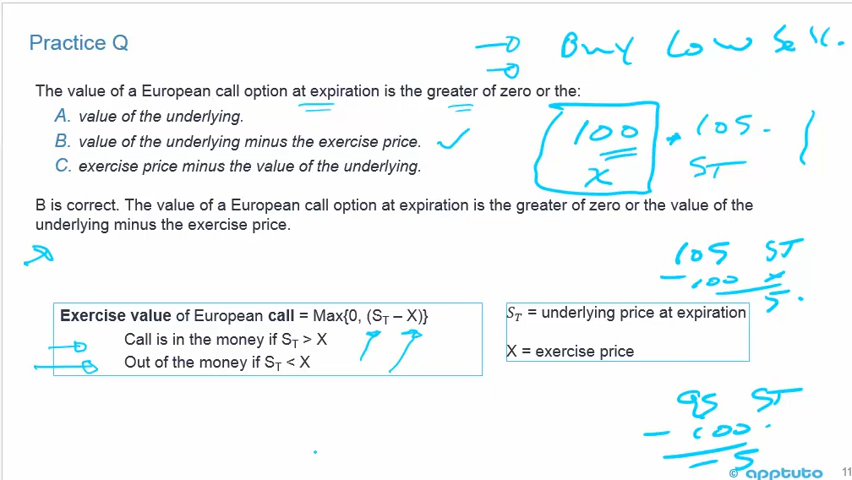 Practice Q
Buy Low Sell.
The value of a European call option at expiration is the greater of zero or the:
A. value of the underlying.
B. value of the underlying minus the exercise price.
C. exercise price minus the value of the underlying.
100 105.
X ST
B is correct. The value of a European call option at expiration is the greater of zero or the value of the
underlying minus the exercise price.
105 ST
- 100 X
5.
Exercise value of European call = Max{0, (S_T – X)}
Call is in the money if S_T > X
Out of the money if S_T < X
S_T = underlying price at expiration
X = exercise price
95 ST
- 100.
- 5
© apptuto 11